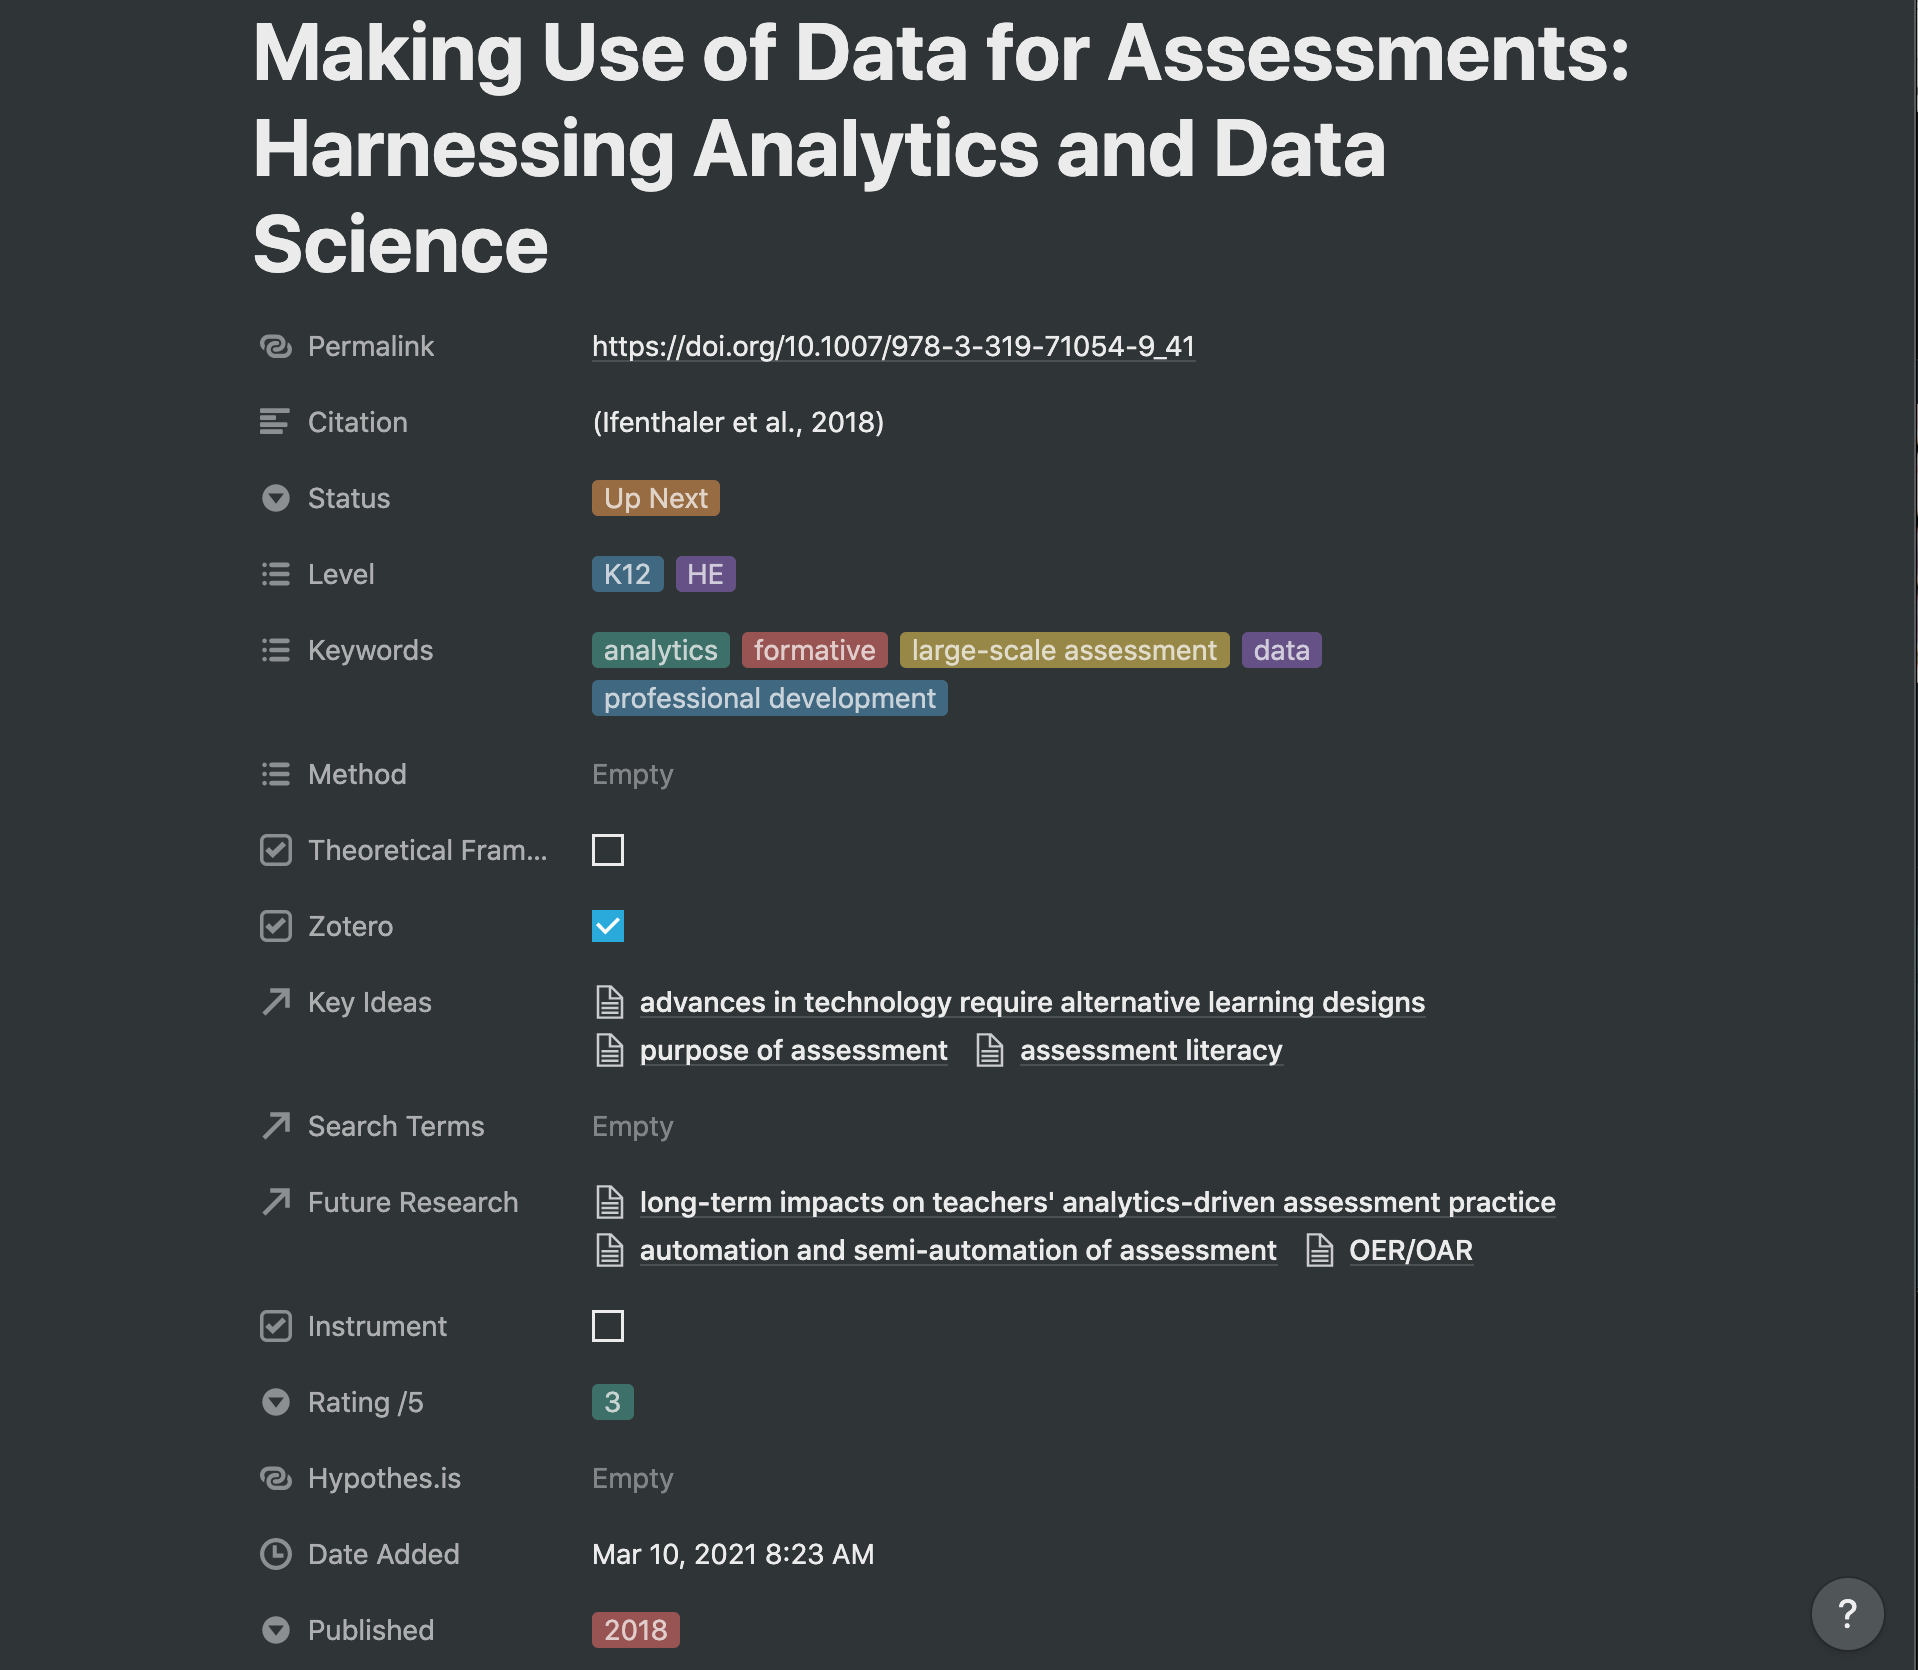 Making Use of Data for Assessments:
Harnessing Analytics and Data
Science
Permalink https://doi.org/10.1007/978-3-319-71054-9_41
Citation (Ifenthaler et al., 2018)
Status Up Next
Level K12 HE
Keywords analytics formative large-scale assessment data
professional development
Method Empty
Theoretical Fram...
Zotero
Key Ideas advances in technology require alternative learning designs
purpose of assessment assessment literacy
Search Terms Empty
Future Research long-term impacts on teachers' analytics-driven assessment practice
automation and semi-automation of assessment OER/OAR
Instrument
Rating /5 3
Hypothes.is Empty
Date Added Mar 10, 2021 8:23 AM
Published 2018
?